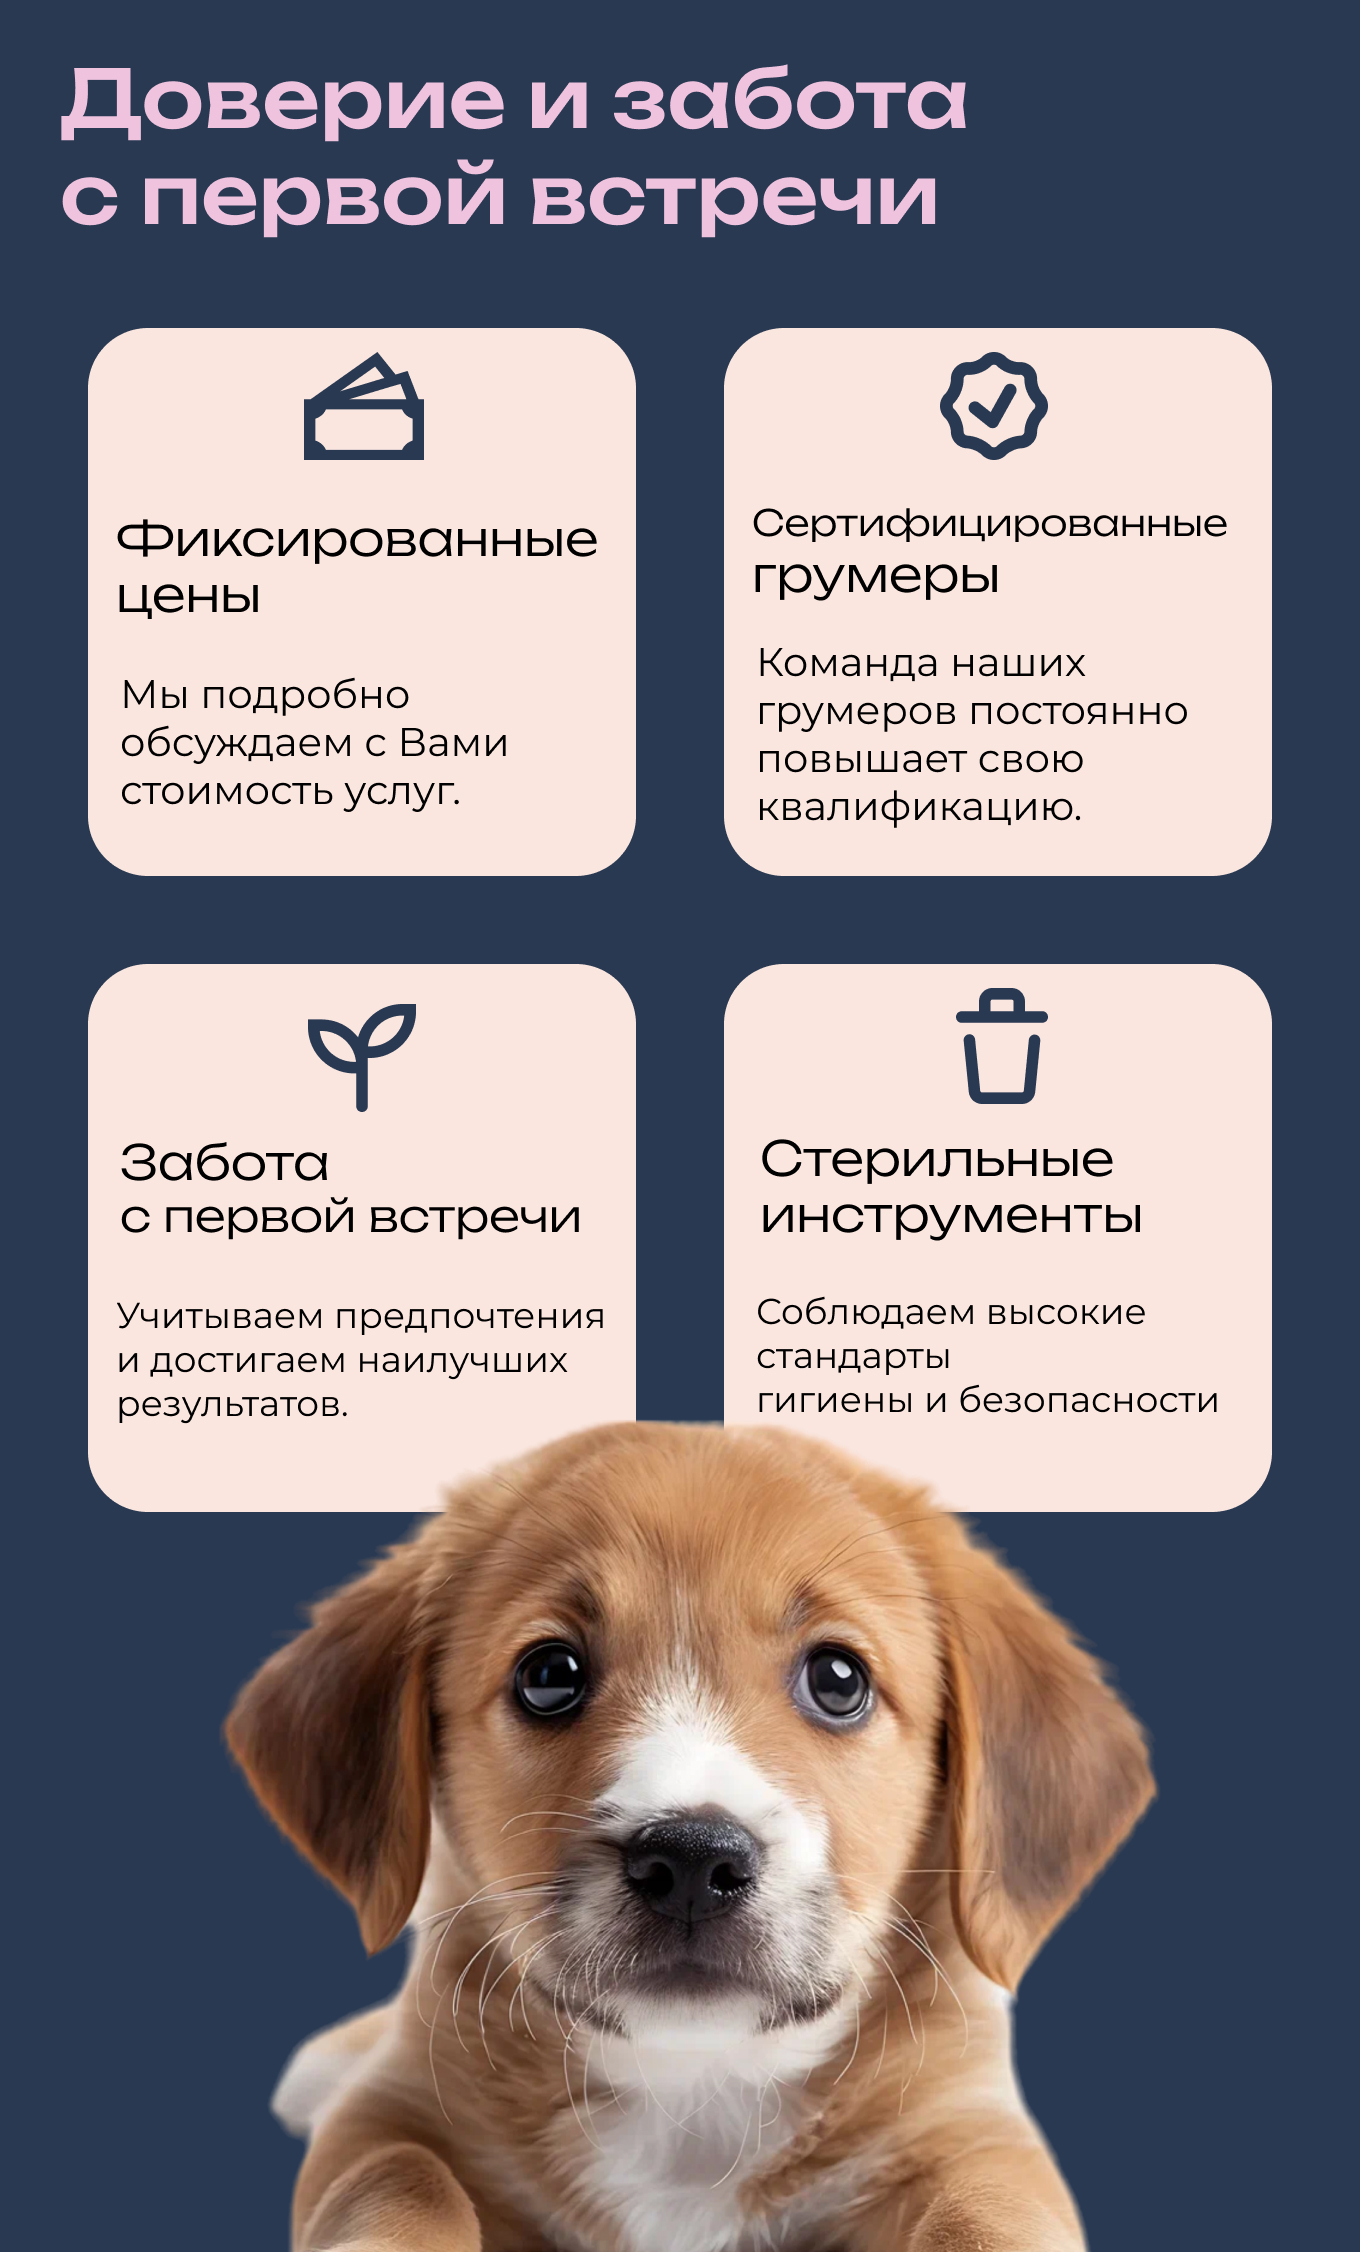 Доверие и забота
с первой встречи
Фиксированные
цены
Мы подробно
обсуждаем с Вами
стоимость услуг.
Сертифицированные
грумеры
Команда наших
грумеров постоянно
повышает свою
квалификацию.
Забота
с первой встречи
Учитываем предпочтения
и достигаем наилучших
результатов.
Стерильные
инструменты
Соблюдаем высокие
стандарты
гигиены и безопасности